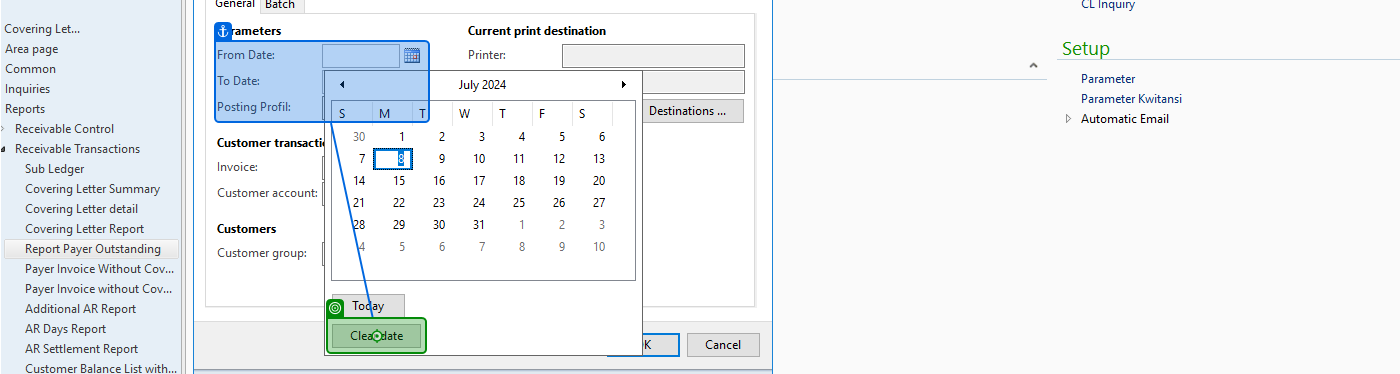 Covering Let...
Area page
Common
Inquiries
Reports
Receivable Control
Receivable Transactions
Sub Ledger
Covering Letter Summary
Covering Letter detail
Covering Letter Report
Report Payer Outstanding
Payer Invoice Without Cov...
Payer Invoice without Cov...
Additional AR Report
AR Days Report
AR Settlement Report
Customer Balance List with...
General Batch
From Date:
To Date:
Posting Profil:
Invoice:
Customer account:
Customers
Customer group:
Current print destination
Printer:
Destinations ...
July 2024
S M T W T F S
30 1 2 3 4 5 6
7 8 9 10 11 12 13
14 15 16 17 18 19 20
21 22 23 24 25 26 27
28 29 30 31 1 2 3
4 5 6 7 8 9 10
Today
Clear date
Cancel
CL Inquiry
Setup
Parameter
Parameter Kwitansi
Automatic Email